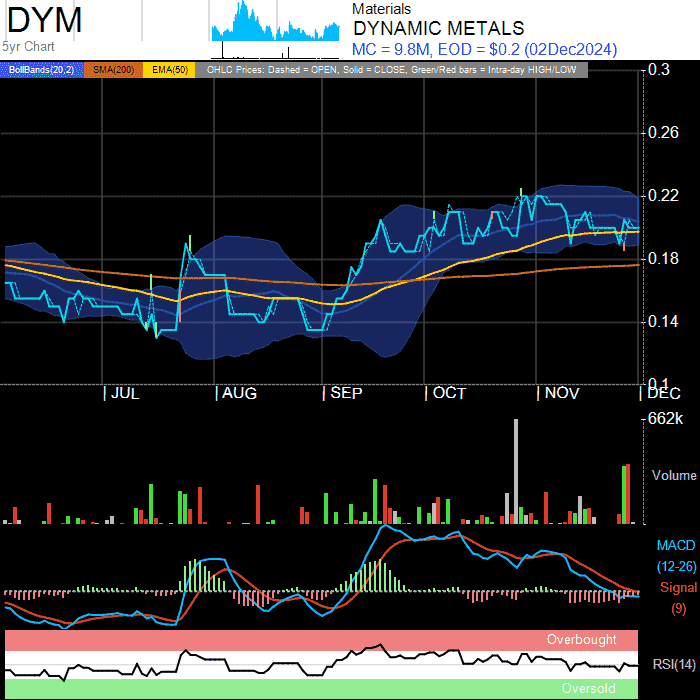 DYM
5yr Chart
Materials
DYNAMIC METALS
MC = 9.8M, EOD = $0.2 (02Dec2024)
BollBands(20,2) SMA(200) EMA(50) OHLC Prices: Dashed = OPEN, Solid = CLOSE, Green/Red bars = Intra-day HIGH/LOW
0.3
0.26
0.22
0.18
0.14
0.1
JUL AUG SEP OCT NOV DEC
662k
Volume
MACD
(12-26)
Signal
(9)
Overbought
RSI(14)
Oversold